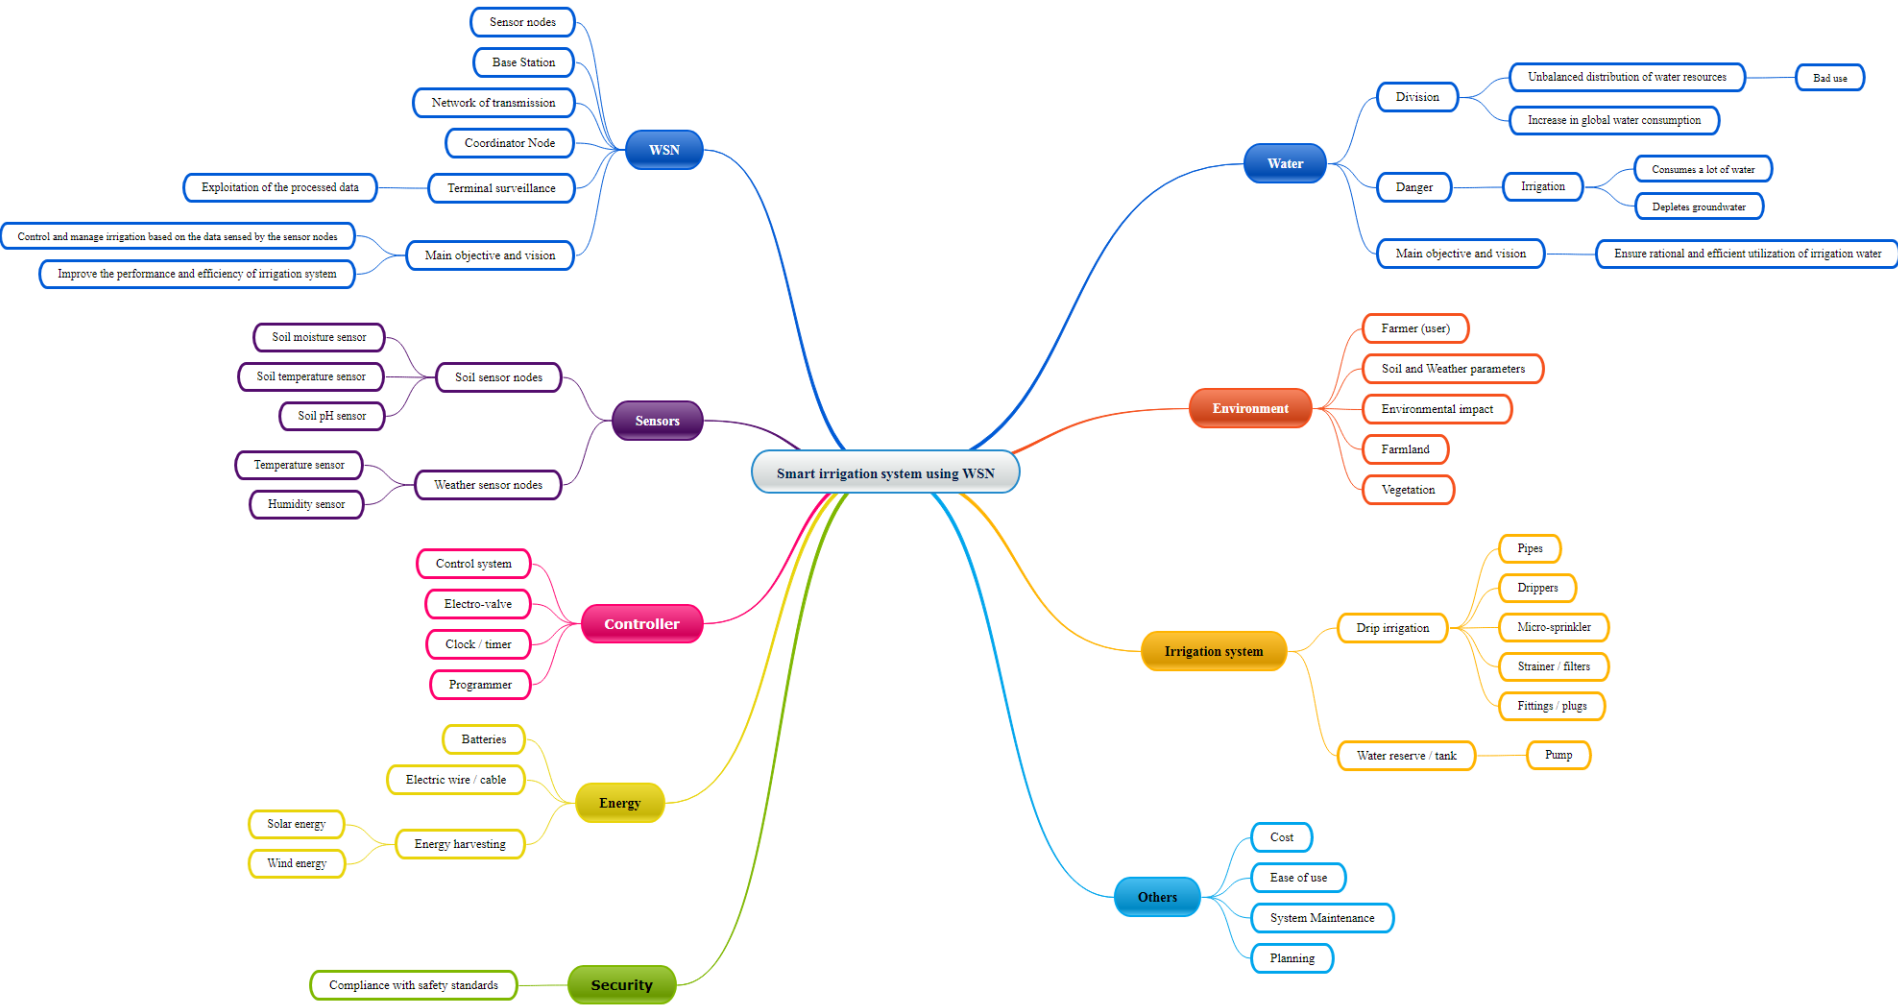 Smart irrigation system using WSN
WSN
Sensor nodes
Base Station
Network of transmission
Coordinator Node
Terminal surveillance
Exploitation of the processed data
Main objective and vision
Control and manage irrigation based on the data sensed by the sensor nodes
Improve the performance and efficiency of irrigation system
Sensors
Soil sensor nodes
Soil moisture sensor
Soil temperature sensor
Soil pH sensor
Weather sensor nodes
Temperature sensor
Humidity sensor
Controller
Control system
Electro-valve
Clock / timer
Programmer
Energy
Batteries
Electric wire / cable
Energy harvesting
Solar energy
Wind energy
Security
Compliance with safety standards
Water
Division
Unbalanced distribution of water resources
Bad use
Increase in global water consumption
Danger
Irrigation
Consumes a lot of water
Depletes groundwater
Main objective and vision
Ensure rational and efficient utilization of irrigation water
Environment
Farmer (user)
Soil and Weather parameters
Environmental impact
Farmland
Vegetation
Irrigation system
Drip irrigation
Pipes
Drippers
Micro-sprinkler
Strainer / filters
Fittings / plugs
Water reserve / tank
Pump
Others
Cost
Ease of use
System Maintenance
Planning